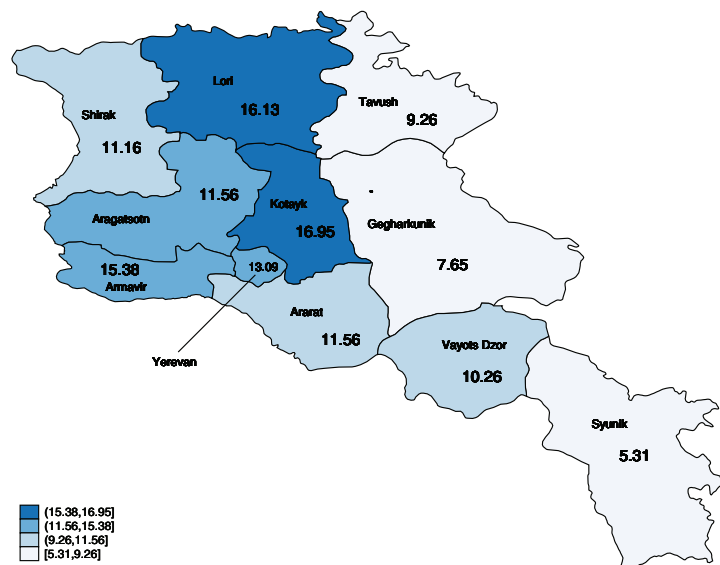 Lori
16.13
Tavush
9.26
Shirak
11.16
11.56
Aragatsotn
Kotayk
16.95
Gegharkunik
7.65
15.38
Armavir
13.09
Yerevan
Ararat
11.56
Vayots Dzor
10.26
Syunik
5.31
(15.38,16.95]
(11.56,15.38]
(9.26,11.56]
[5.31,9.26]